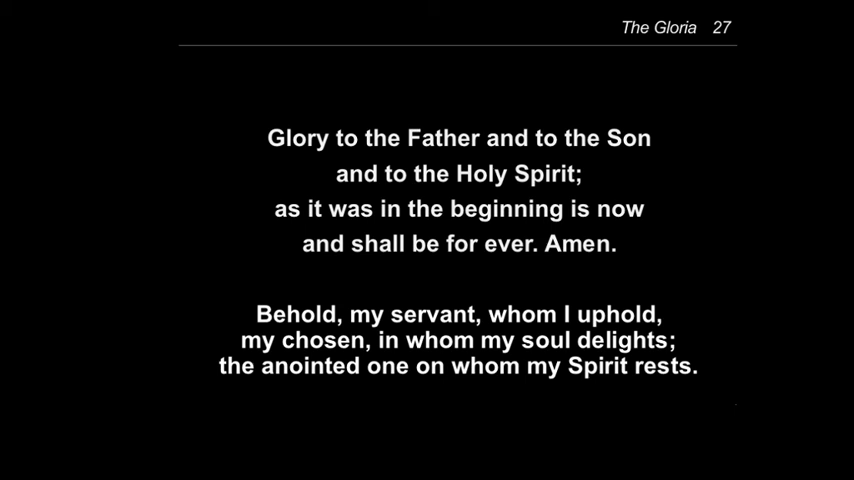 The Gloria 27
Glory to the Father and to the Son
and to the Holy Spirit;
as it was in the beginning is now
and shall be for ever. Amen.
Behold, my servant, whom I uphold,
my chosen, in whom my soul delights;
the anointed one on whom my Spirit rests.